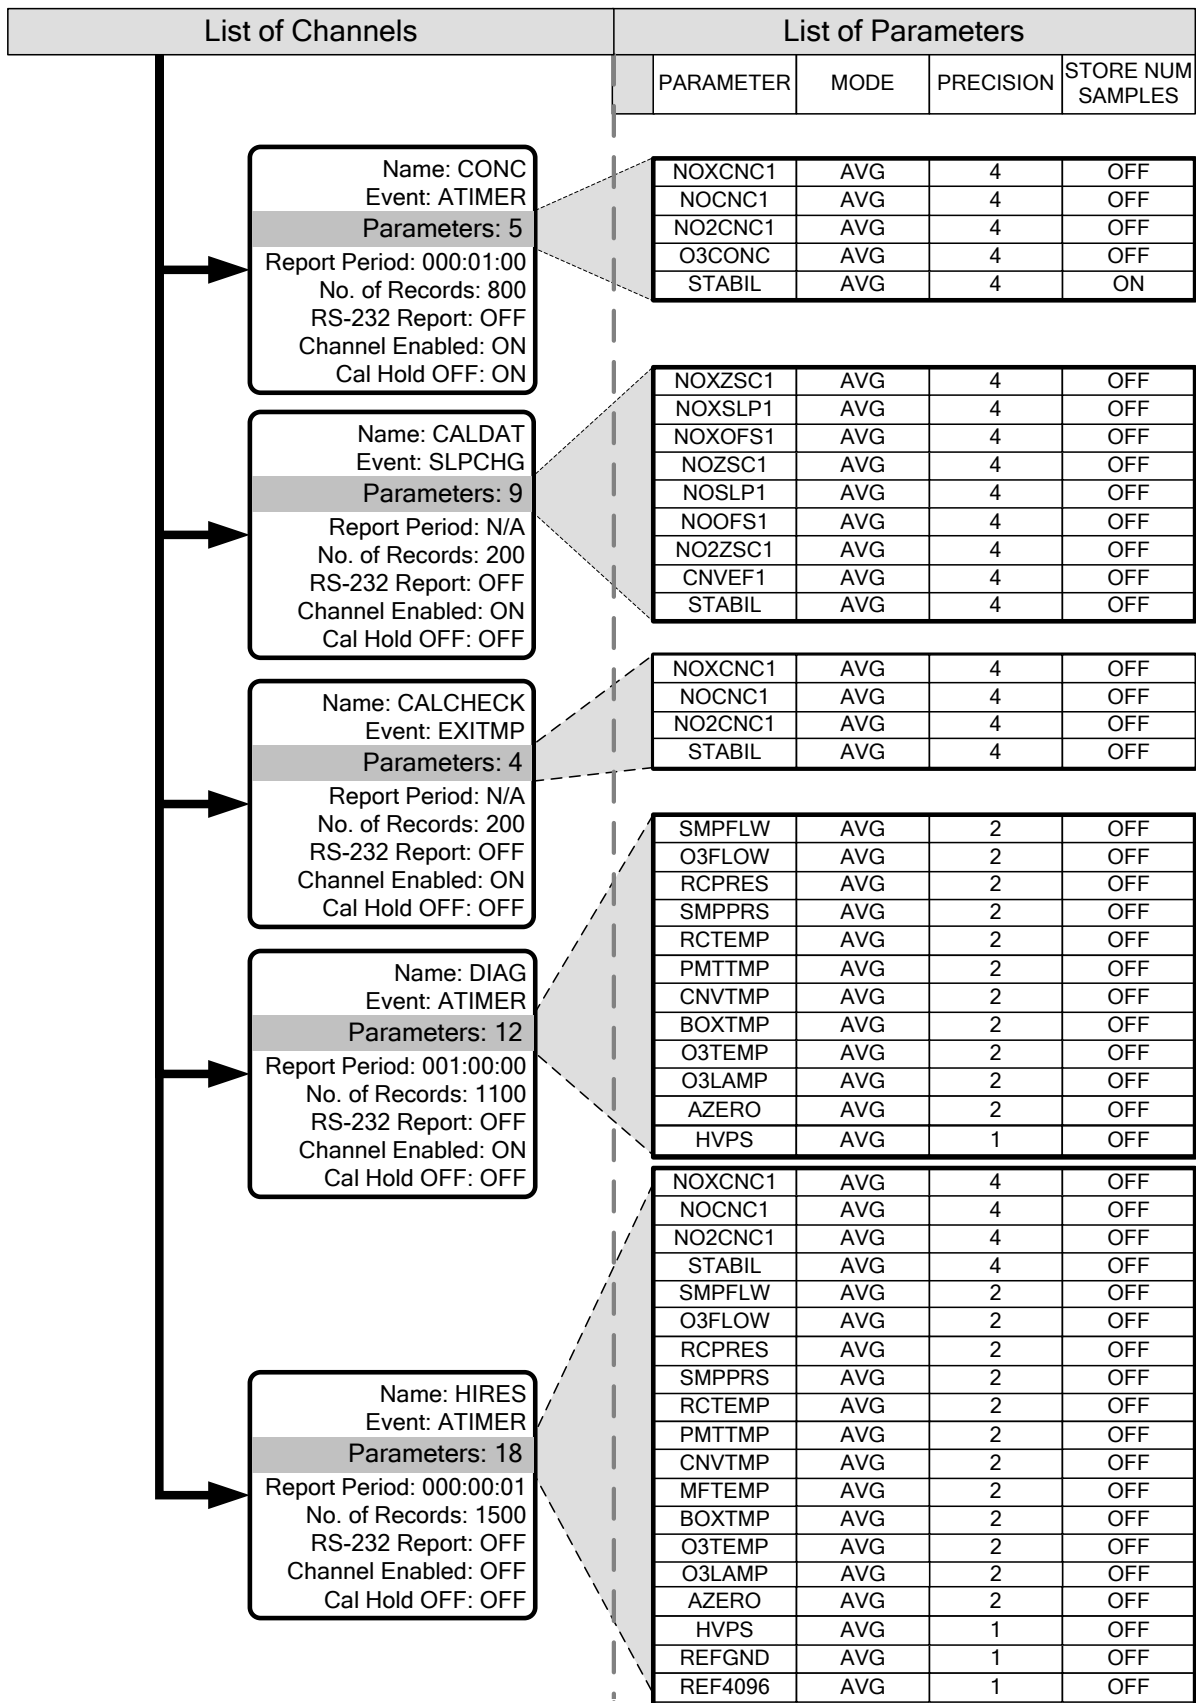 List of Channels
List of Parameters
PARAMETER MODE PRECISION STORE NUM SAMPLES
Name: CONC
Event: ATIMER
Parameters: 5
Report Period: 000:01:00
No. of Records: 800
RS-232 Report: OFF
Channel Enabled: ON
Cal Hold OFF: ON
NOXCNC1 AVG 4 OFF
NOCNC1 AVG 4 OFF
NO2CNC1 AVG 4 OFF
O3CONC AVG 4 OFF
STABIL AVG 4 ON
Name: CALDAT
Event: SLPCHG
Parameters: 9
Report Period: N/A
No. of Records: 200
RS-232 Report: OFF
Channel Enabled: ON
Cal Hold OFF: OFF
NOXZSC1 AVG 4 OFF
NOXSLP1 AVG 4 OFF
NOXOFS1 AVG 4 OFF
NOZSC1 AVG 4 OFF
NOSLP1 AVG 4 OFF
NOOFS1 AVG 4 OFF
NO2ZSC1 AVG 4 OFF
CNVEF1 AVG 4 OFF
STABIL AVG 4 OFF
Name: CALCHECK
Event: EXITMP
Parameters: 4
Report Period: N/A
No. of Records: 200
RS-232 Report: OFF
Channel Enabled: ON
Cal Hold OFF: OFF
NOXCNC1 AVG 4 OFF
NOCNC1 AVG 4 OFF
NO2CNC1 AVG 4 OFF
STABIL AVG 4 OFF
Name: DIAG
Event: ATIMER
Parameters: 12
Report Period: 001:00:00
No. of Records: 1100
RS-232 Report: OFF
Channel Enabled: ON
Cal Hold OFF: OFF
SMPFLW AVG 2 OFF
O3FLOW AVG 2 OFF
RCPRES AVG 2 OFF
SMPPRS AVG 2 OFF
RCTEMP AVG 2 OFF
PMTTMP AVG 2 OFF
CNVTMP AVG 2 OFF
BOXTMP AVG 2 OFF
O3TEMP AVG 2 OFF
O3LAMP AVG 2 OFF
AZERO AVG 2 OFF
HVPS AVG 1 OFF
Name: HIRES
Event: ATIMER
Parameters: 18
Report Period: 000:00:01
No. of Records: 1500
RS-232 Report: OFF
Channel Enabled: OFF
Cal Hold OFF: OFF
NOXCNC1 AVG 4 OFF
NOCNC1 AVG 4 OFF
NO2CNC1 AVG 4 OFF
STABIL AVG 4 OFF
SMPFLW AVG 2 OFF
O3FLOW AVG 2 OFF
RCPRES AVG 2 OFF
SMPPRS AVG 2 OFF
RCTEMP AVG 2 OFF
PMTTMP AVG 2 OFF
CNVTMP AVG 2 OFF
MFTEMP AVG 2 OFF
BOXTMP AVG 2 OFF
O3TEMP AVG 2 OFF
O3LAMP AVG 2 OFF
AZERO AVG 2 OFF
HVPS AVG 1 OFF
REFGND AVG 1 OFF
REF4096 AVG 1 OFF